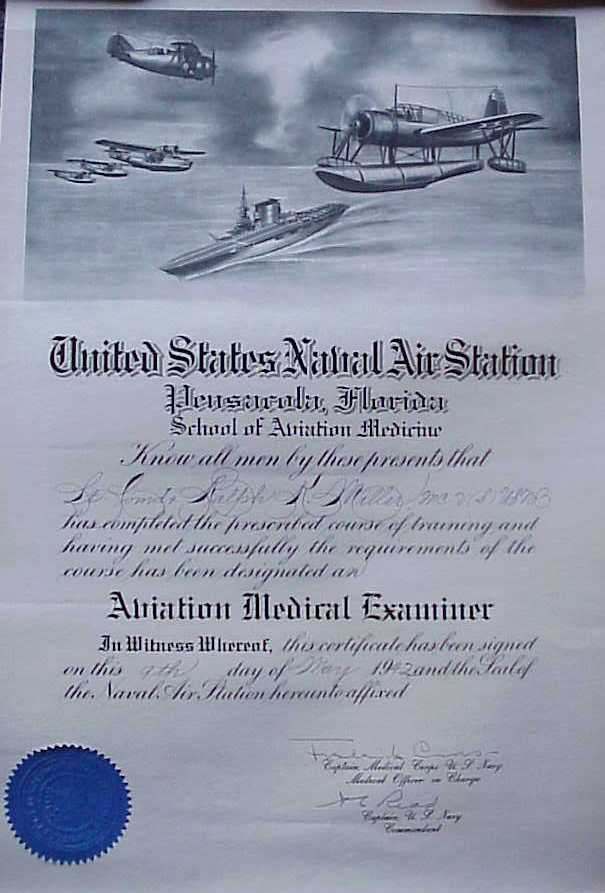 United States Naval Air Station
Pensacola, Florida
School of Aviation Medicine
Know all men by these presents that
Lt Comdr Ralph K Miller
has completed the prescribed course of training and
having met successfully the requirements of the
course has been designated an
Aviation Medical Examiner
In Witness Whereof, this certificate has been signed
on this 9th day of May 1942 and the Seal of
the Naval Air Station hereunto affixed
Captain, Medical Corps U. S. Navy
Medical Officer in Charge
Captain, U. S. Navy
Commandant